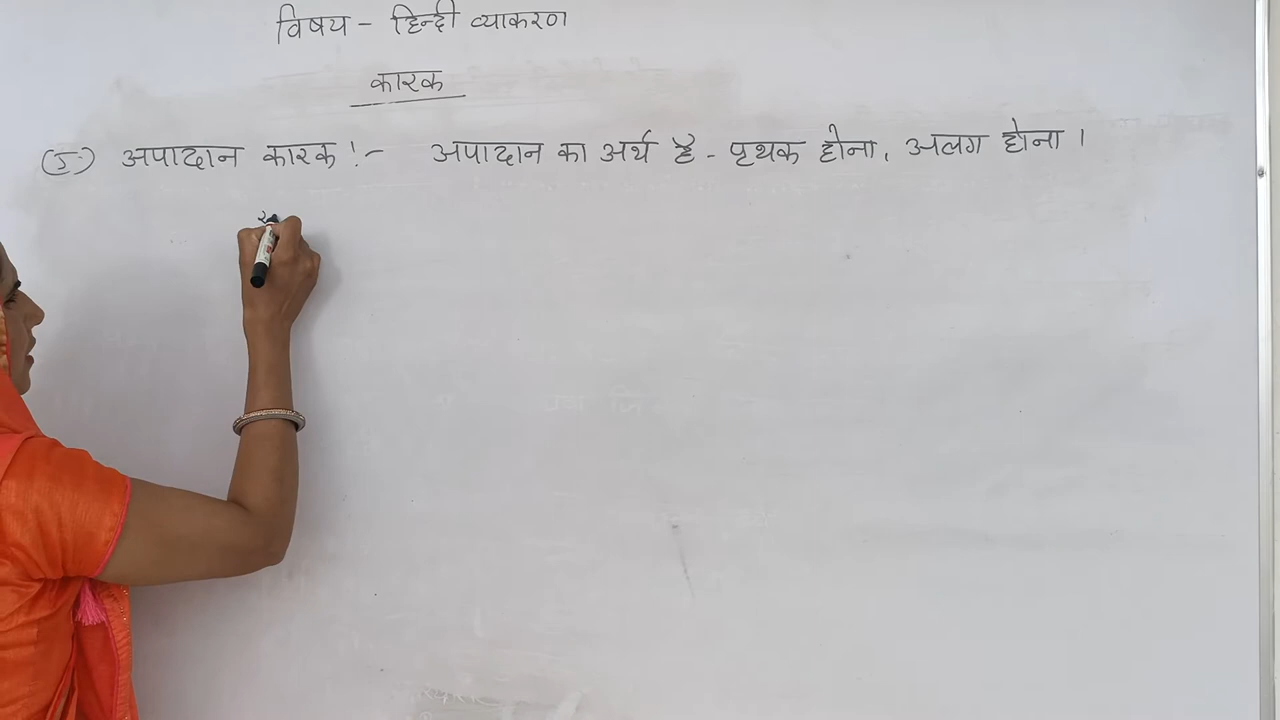 विषय - हिन्दी व्याकरण
कारक
(5.) अपादान कारक :- अपादान का अर्थ है - पृथक होना, अलग होना ।